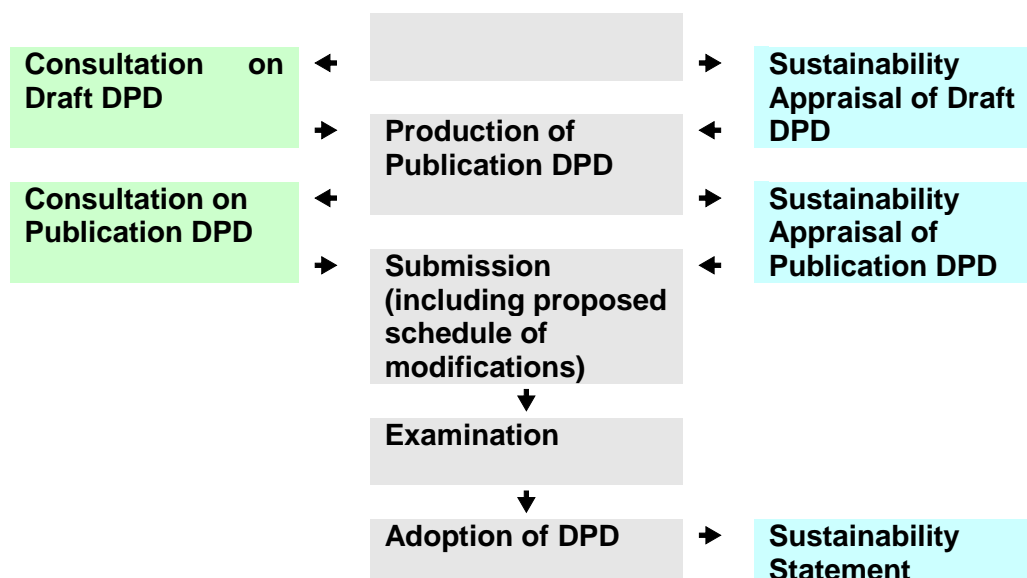 Consultation on
Draft DPD
Sustainability
Appraisal of Draft
DPD
Production of
Publication DPD
Consultation on
Publication DPD
Sustainability
Appraisal of
Publication DPD
Submission
(including proposed
schedule of
modifications)
Examination
Adoption of DPD
Sustainability
Statement